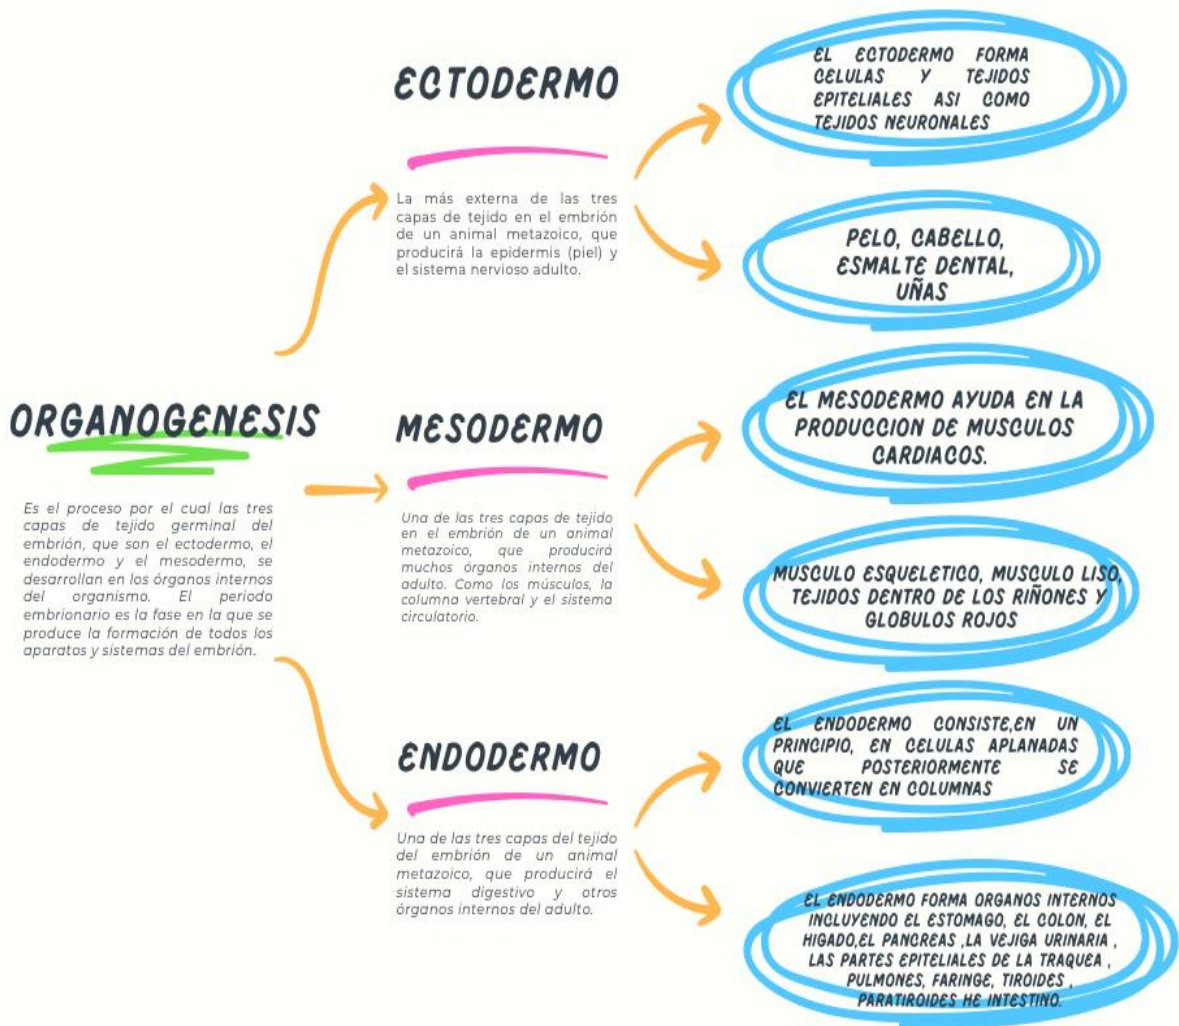 ORGANOGENESIS
Es el proceso por el cual las tres
capas de tejido germinal del
embrión, que son el ectodermo, el
endodermo y el mesodermo, se
desarrollan en los órganos internos
del organismo. El periodo
embrionario es la fase en la que se
produce la formación de todos los
aparatos y sistemas del embrión.
ECTODERMO
La más externa de las tres
capas de tejido en el embrión
de un animal metazoico, que
producirá la epidermis (piel) y
el sistema nervioso adulto.
EL ECTODERMO FORMA
CELULAS Y TEJIDOS
EPITELIALES ASI COMO
TEJIDOS NEURONALES
PELO, CABELLO,
ESMALTE DENTAL,
UÑAS
MESODERMO
Una de las tres capas de tejido
en el embrión de un animal
metazoico, que producirá
muchos órganos internos del
adulto. Como los músculos, la
columna vertebral y el sistema
circulatorio.
EL MESODERMO AYUDA EN LA
PRODUCCION DE MUSCULOS
CARDIACOS.
MUSCULO ESQUELETICO, MUSCULO LISO,
TEJIDOS DENTRO DE LOS RIÑONES Y
GLOBULOS ROJOS
ENDODERMO
Una de las tres capas del tejido
del embrión de un animal
metazoico, que producirá el
sistema digestivo y otros
órganos internos del adulto.
EL ENDODERMO CONSISTE,EN UN
PRINCIPIO, EN CELULAS APLANADAS
QUE POSTERIORMENTE SE
CONVIERTEN EN COLUMNAS
EL ENDODERMO FORMA ORGANOS INTERNOS
INCLUYENDO EL ESTOMAGO, EL COLON, EL
HIGADO,EL PANCREAS ,LA VEJIGA URINARIA ,
LAS PARTES EPITELIALES DE LA TRAQUEA ,
PULMONES, FARINGE, TIROIDES ,
PARATIROIDES HE INTESTINO.